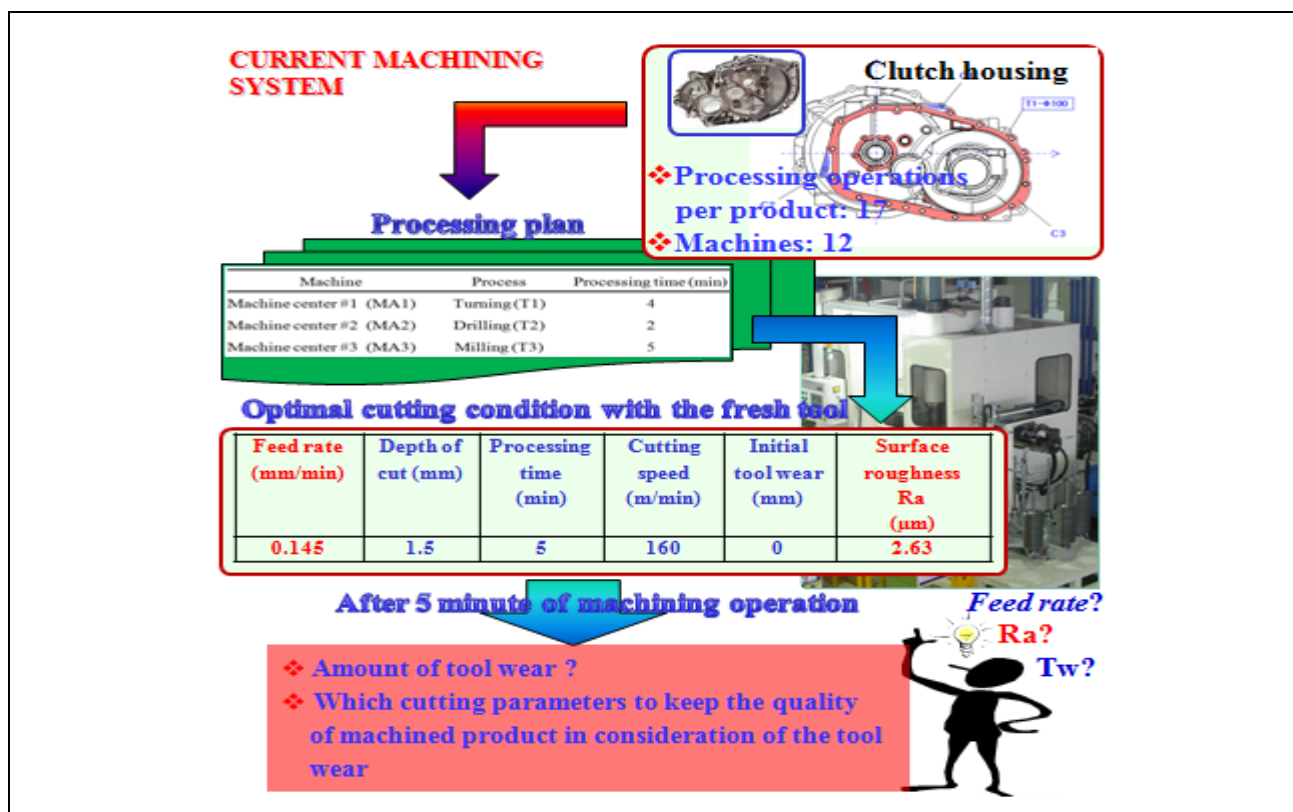 CURRENT MACHINING
SYSTEM
Clutch housing
T1-Φ100
❖Processing operations
per product: 17
❖Machines: 12
C3
Processing plan
Machine Process Processing time (min)
Machine center #1 (MA1) Turning (T1) 4
Machine center #2 (MA2) Drilling (T2) 2
Machine center #3 (MA3) Milling (T3) 5
Optimal cutting condition with the fresh tool
Feed rate (mm/min) Depth of cut (mm) Processing time (min) Cutting speed (m/min) Initial tool wear (mm) Surface roughness Ra (µm)
0.145 1.5 5 160 0 2.63
After 5 minute of machining operation
Feed rate?
Ra?
Tw?
❖ Amount of tool wear ?
❖ Which cutting parameters to keep the quality
of machined product in consideration of the tool
wear